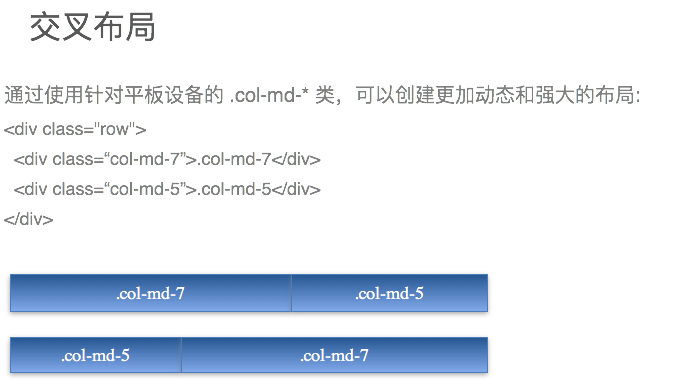 交叉布局
通过使用针对平板设备的 .col-md-* 类，可以创建更加动态和强大的布局:
<div class="row">
  <div class=“col-md-7”>.col-md-7</div>
  <div class=“col-md-5”>.col-md-5</div>
</div>
.col-md-7 .col-md-5
.col-md-5 .col-md-7